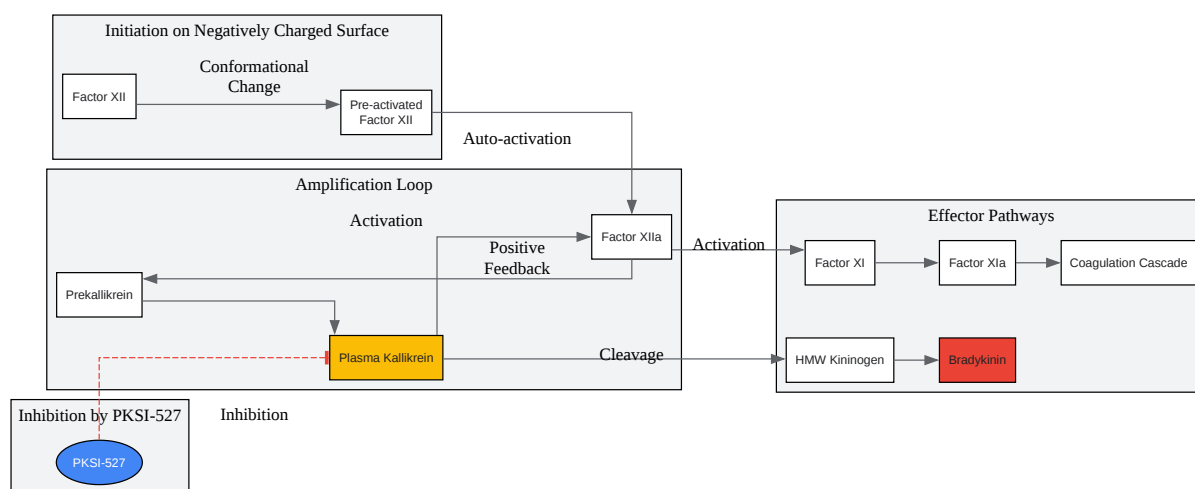 Initiation on Negatively Charged Surface
Conformational
Change
Factor XII
Pre-activated
Factor XII
Auto-activation
Amplification Loop
Activation
Factor XIIa
Positive
Feedback
Prekallikrein
Plasma Kallikrein
Cleavage
Activation
Effector Pathways
Factor XI
Factor XIa
Coagulation Cascade
HMW Kininogen
Bradykinin
Inhibition by PKSI-527
Inhibition
PKSI-527